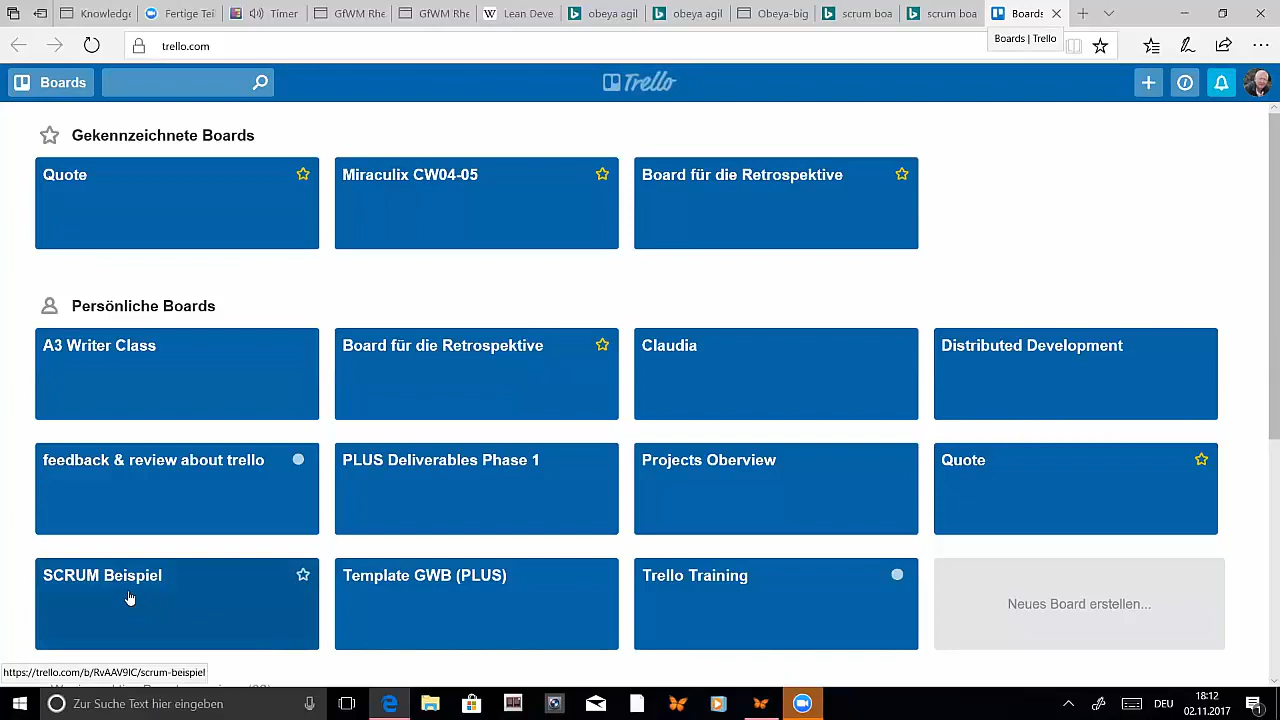 Knowledg
Fertige Tei
Timer
GfWM Rhe
GfWM Rhe
Lean Deve
obeya agil
obeya agil
Obeya-big
scrum boa
scrum boa
Boards
trello.com
Boards | Trello
Boards
Trello
Gekennzeichnete Boards
Quote
Miraculix CW04-05
Board für die Retrospektive
Persönliche Boards
A3 Writer Class
Board für die Retrospektive
Claudia
Distributed Development
feedback & review about trello
PLUS Deliverables Phase 1
Projects Oberview
Quote
SCRUM Beispiel
Template GWB (PLUS)
Trello Training
Neues Board erstellen...
https://trello.com/b/RvAAV9lC/scrum-beispiel
Zur Suche Text hier eingeben
DEU
18:12
02.11.2017
1